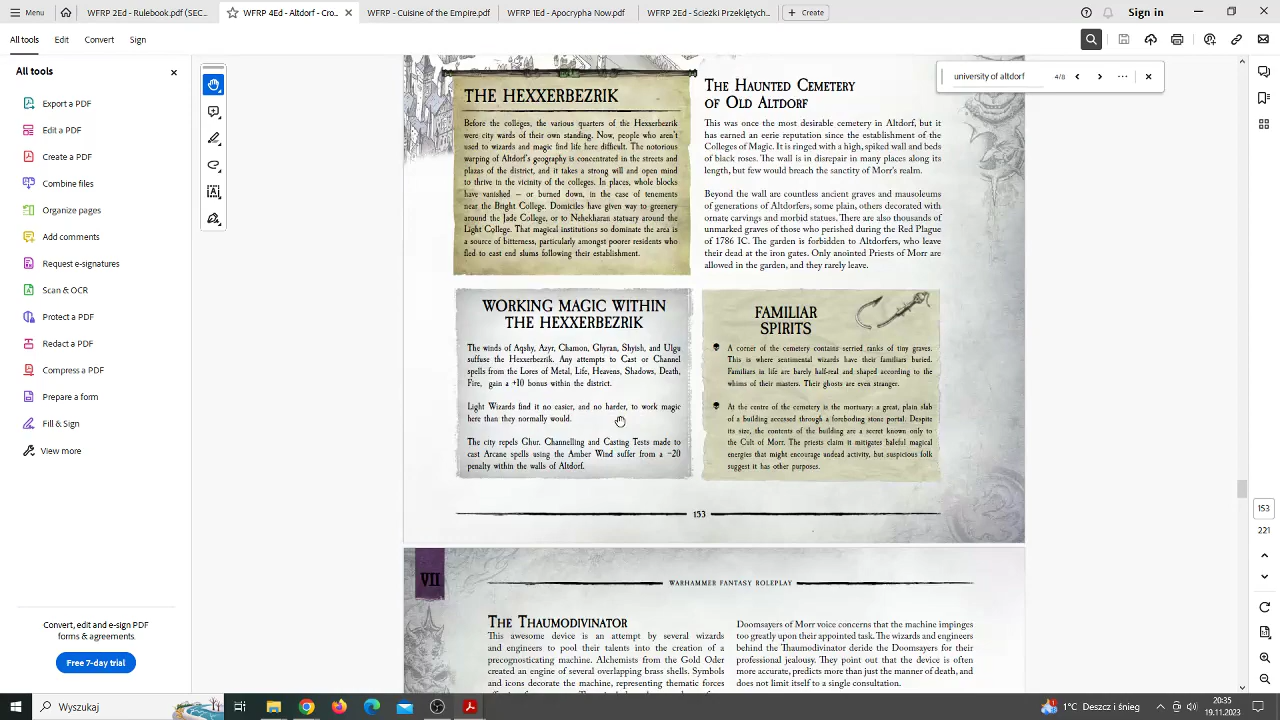 Menu
WFRP 4ED - Rulebook.pdf (SEC...
WFRP 4E - Altdorf - Cro...
WFRP - Cuisine of the Empire.pdf
WFRP 1ED - Apocrypha Now.pdf
WFRP 2Ed - Ścieżki Przeklętych...
Create
Sign in
All tools
Edit
Convert
Sign
All tools
Export a PDF
Edit a PDF
Create a PDF
Combine files
Organize pages
Add comments
Request e-signatures
Scan & OCR
Protect a PDF
Redact a PDF
Compress a PDF
Prepare a form
Fill & Sign
View more
Convert, edit and e-sign PDF
forms & agreements.
Free 7-day trial
university of altdorf
4/8
THE HEXXERBEZRIK
Before the colleges, the various quarters of the Hexxerbezrik
were city wards of their own standing. Now, people who aren't
used to wizards and magic find life here difficult. The notorious
warping of Altdorf's geography is concentrated in the streets and
plazas of the district, and it takes a strong will and open mind
to thrive in the vicinity of the colleges. In places, whole blocks
have vanished – or burned down, in the case of tenements
near the Bright College. Domiciles have given way to greenery
around the Jade College, or to Nehekharan statuary around the
Light College. That magical institutions so dominate the area is
a source of bitterness, particularly amongst poorer residents who
fled to east end slums following their establishment.
WORKING MAGIC WITHIN
THE HEXXERBEZRIK
The winds of Aqshy, Azyr, Chamon, Ghyran, Shyish, and Ulgu
suffuse the Hexxerbezrik. Any attempts to Cast or Channel
spells from the Lores of Metal, Life, Heavens, Shadows, Death,
Fire, gain a +10 bonus within the district.
Light Wizards find it no easier, and no harder, to work magic
here than they normally would.
The city repels Ghur. Channelling and Casting Tests made to
cast Arcane spells using the Amber Wind suffer from a −20
penalty within the walls of Altdorf.
THE HAUNTED CEMETERY
OF OLD ALTDORF
This was once the most desirable cemetery in Altdorf, but it
has earned an eerie reputation since the establishment of the
Colleges of Magic. It is ringed with a high, spiked wall and beds
of black roses. The wall is in disrepair in many places along its
length, but few would breach the sanctity of Morr's realm.
Beyond the wall are countless ancient graves and mausoleums
of generations of Altdorfers, some plain, others decorated with
ornate carvings and morbid statues. There are also thousands of
unmarked graves of those who perished during the Red Plague
of 1786 IC. The garden is forbidden to Altdorfers, who leave
their dead at the iron gates. Only anointed Priests of Morr are
allowed in the garden, and they rarely leave.
FAMILIAR
SPIRITS
A corner of the cemetery contains serried ranks of tiny graves.
This is where sentimental wizards have their familiars buried.
Familiars in life are barely half-real and shaped according to the
whims of their masters. Their ghosts are even stranger.
At the centre of the cemetery is the mortuary: a great, plain slab
of a building accessed through a foreboding stone portal. Despite
its size, the contents of the building are a secret known only to
the Cult of Morr. The priests claim it mitigates baleful magical
energies that might encourage undead activity, but suspicious folk
suggest it has other purposes.
153
VII
WARHAMMER FANTASY ROLEPLAY
THE THAUMODIVINATOR
This awesome device is an attempt by several wizards
and engineers to pool their talents into the creation of a
precognosticating machine. Alchemists from the Gold Order
created an engine of several overlapping brass shells. Symbols
and icons decorate the machine, representing thematic forces
Doomsayers of Morr voice concerns that the machine impinges
too greatly upon their appointed task. The wizards and engineers
behind the Thaumodivinator deride the Doomsayers for their
professional jealousy. They point out that the device is often
more accurate, predicts more than just the manner of death, and
does not limit itself to a single consultation.
153
221
Wyszukaj
1°C Deszcz i śnieg
20:35
19.11.2023